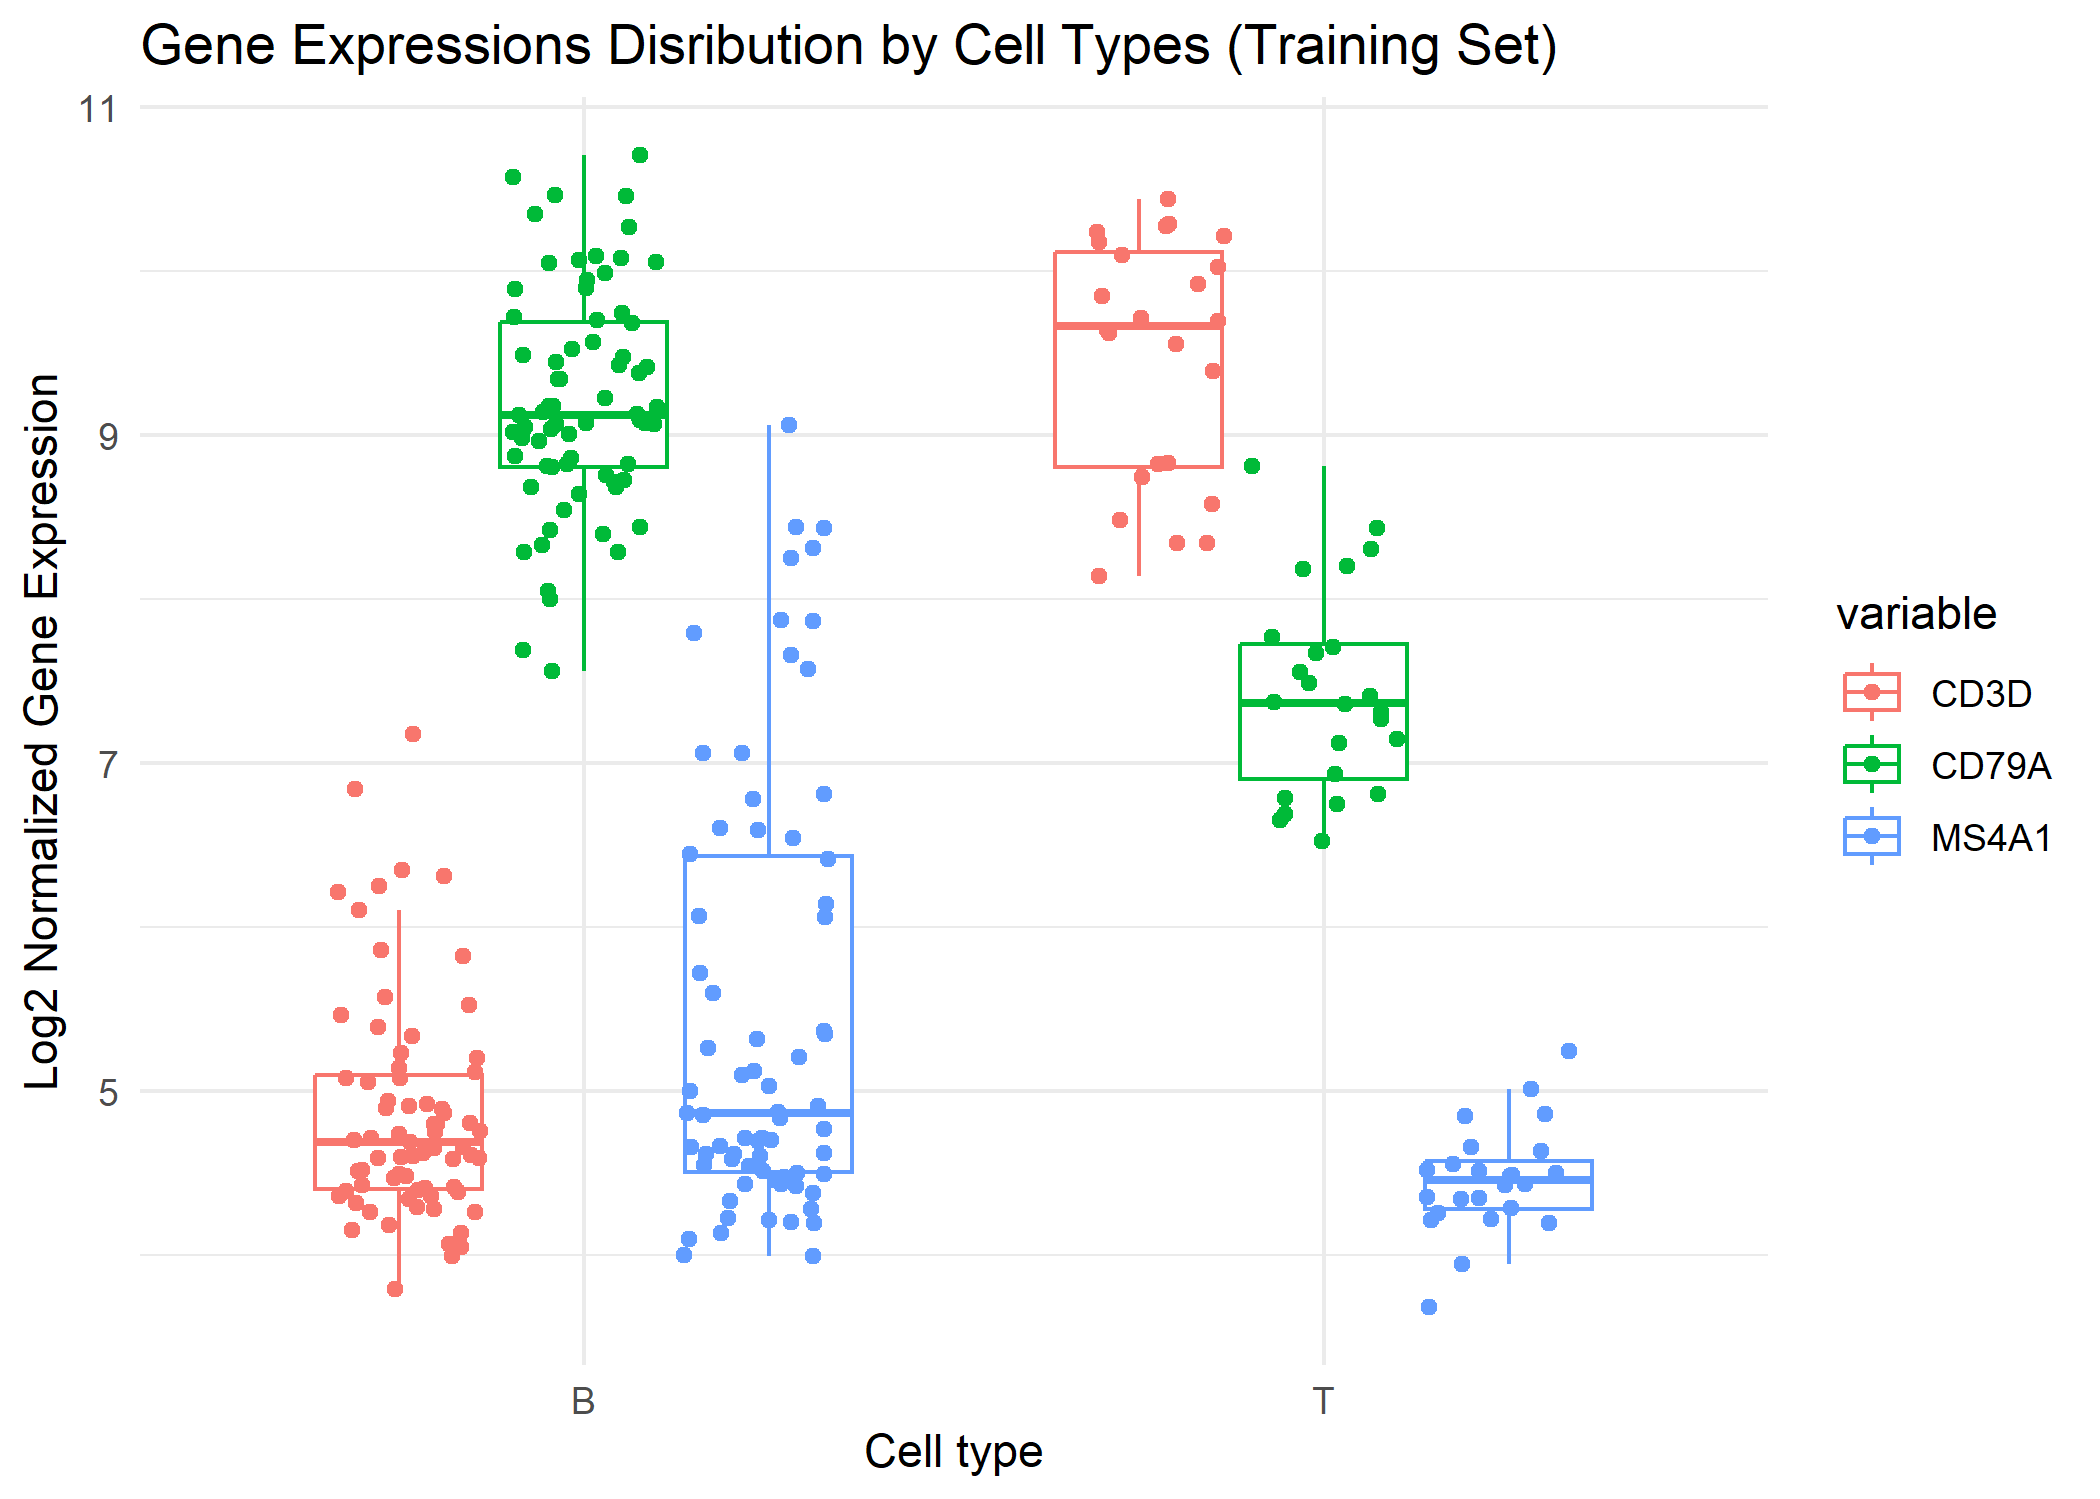 Gene Expressions Disribution by Cell Types (Training Set)
11
9
7
5
Log2 Normalized Gene Expression
B
T
Cell type
variable
CD3D
CD79A
MS4A1